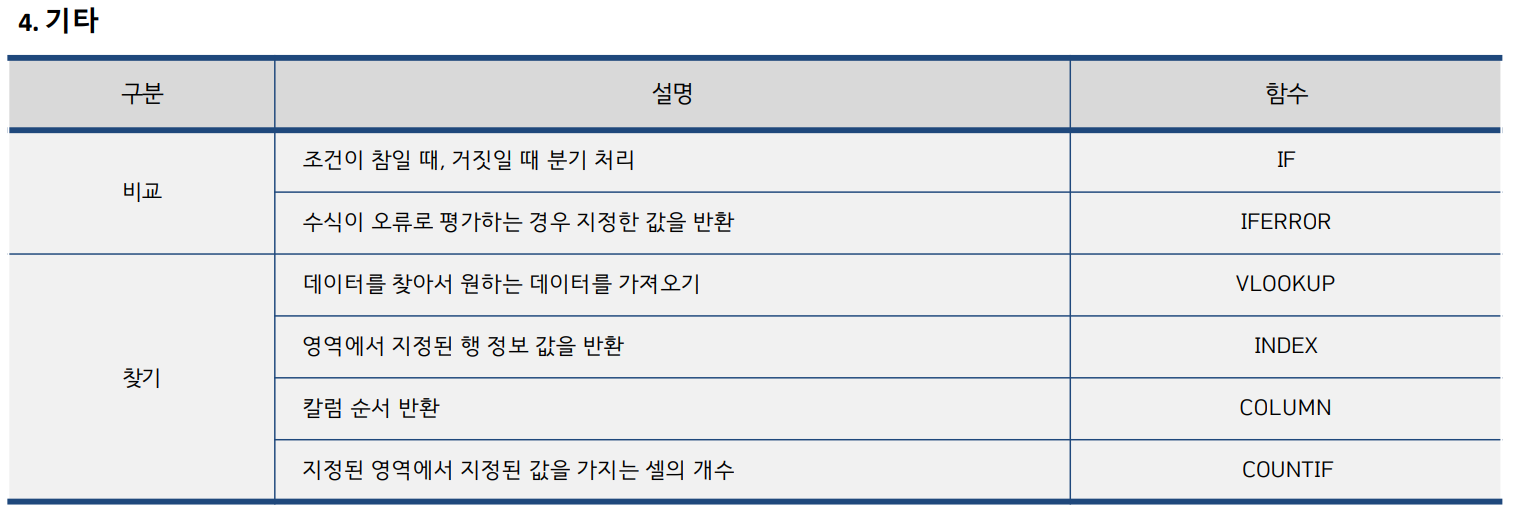 4. 기타
구분 설명 함수
비교
조건이 참일 때, 거짓일 때 분기 처리 IF
수식이 오류로 평가하는 경우 지정한 값을 반환 IFERROR
찾기
데이터를 찾아서 원하는 데이터를 가져오기 VLOOKUP
영역에서 지정된 행 정보 값을 반환 INDEX
칼럼 순서 반환 COLUMN
지정된 영역에서 지정된 값을 가지는 셀의 개수 COUNTIF